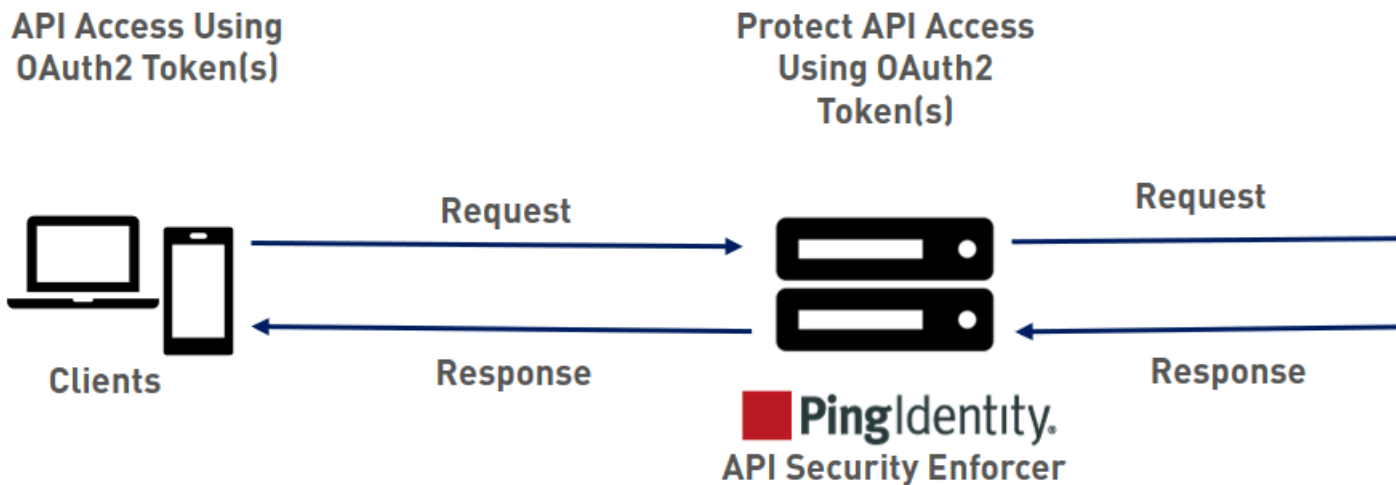 API Access Using
OAuth2 Token(s)
Protect API Access
Using OAuth2
Token(s)
Request
Request
Response
Response
Clients
PingIdentity.
API Security Enforcer